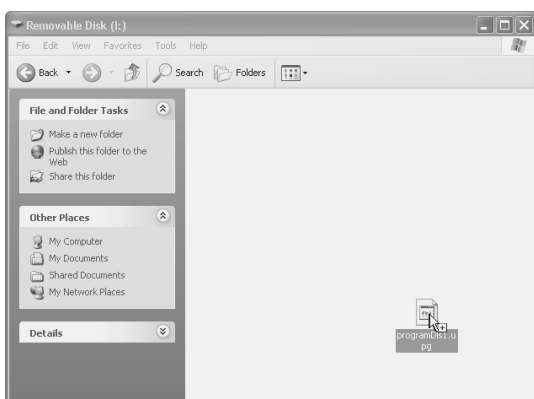 Removable Disk (I:)
File Edit View Favorites Tools Help
Back Search Folders
File and Folder Tasks
Make a new folder
Publish this folder to the
Web
Share this folder
Other Places
My Computer
My Documents
Shared Documents
My Network Places
Details
programDis1.u
pg